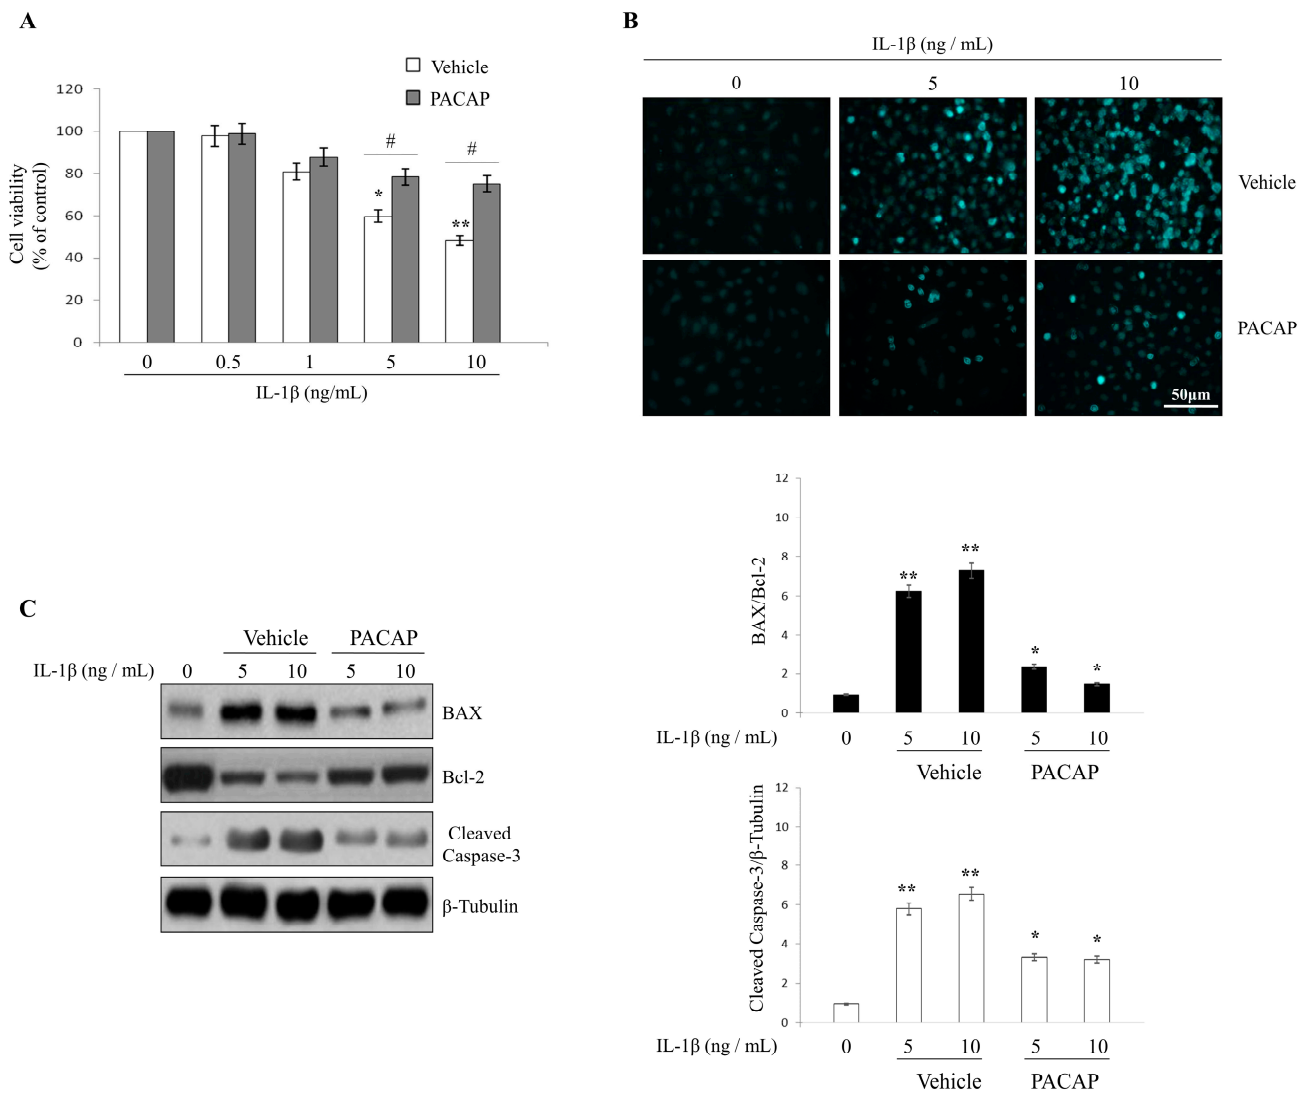 A
Vehicle
PACAP
120
100
80
60
40
20
0
Cell viability
(% of control)
#
#
*
**
0 0.5 1 5 10
IL-1β (ng/mL)
B
IL-1β (ng / mL)
0 5 10
Vehicle
PACAP
50μm
C
Vehicle PACAP
IL-1β (ng / mL) 0 5 10 5 10
BAX
Bcl-2
Cleaved
Caspase-3
β-Tubulin
12
10
8
6
4
2
0
BAX/Bcl-2
**
**
*
*
IL-1β (ng / mL) 0 5 10 5 10
Vehicle PACAP
12
10
8
6
4
2
0
Cleaved Caspase-3/β-Tubulin
**
**
*
*
IL-1β (ng / mL) 0 5 10 5 10
Vehicle PACAP